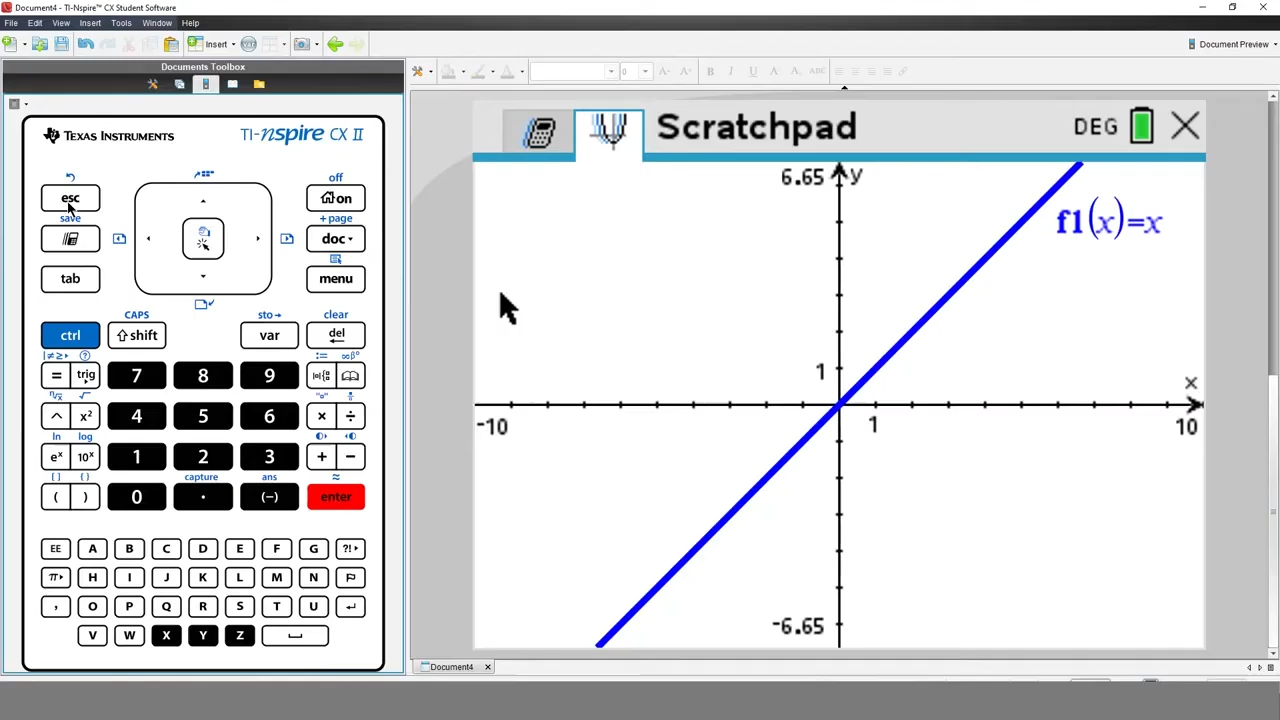 Document4 - TI-Nspire™ CX Student Software
File Edit View Insert Tools Window Help
Insert
Document Preview
Documents Toolbox
0 B I U A A ABC
TEXAS INSTRUMENTS TI-nspire CX II
off
esc on
save + page
doc
tab menu
CAPS sto→ clear
ctrl shift var del
|≠≥▸ ? := ∞β°
= trig 7 8 9
ⁿ√x √
^ x² 4 5 6 × ÷
ln log
eˣ 10ˣ 1 2 3 + −
[ ] { } capture ans ≈
( ) 0 . (−) enter
EE A B C D E F G ?!▸
π▸ H I J K L M N
, O P Q R S T U
V W X Y Z
Scratchpad DEG
6.65 y
f1(x)=x
1
x
-10 1 10
-6.65
Document4